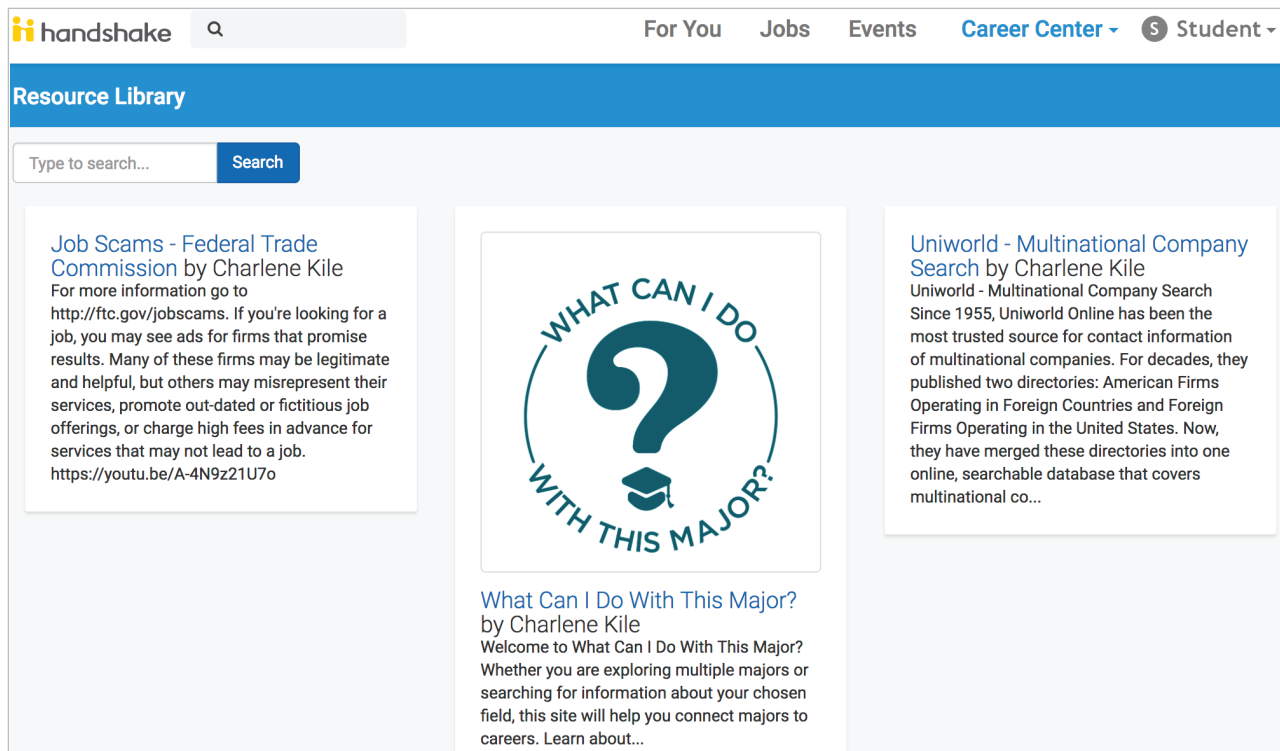 handshake
For You Jobs Events Career Center S Student
Resource Library
Type to search... Search
Job Scams - Federal Trade
Commission by Charlene Kile
For more information go to
http://ftc.gov/jobscams. If you're looking for a
job, you may see ads for firms that promise
results. Many of these firms may be legitimate
and helpful, but others may misrepresent their
services, promote out-dated or fictitious job
offerings, or charge high fees in advance for
services that may not lead to a job.
https://youtu.be/A-4N9z21U7o
WHAT CAN I DO
WITH THIS MAJOR?
What Can I Do With This Major?
by Charlene Kile
Welcome to What Can I Do With This Major?
Whether you are exploring multiple majors or
searching for information about your chosen
field, this site will help you connect majors to
careers. Learn about...
Uniworld - Multinational Company
Search by Charlene Kile
Uniworld - Multinational Company Search
Since 1955, Uniworld Online has been the
most trusted source for contact information
of multinational companies. For decades, they
published two directories: American Firms
Operating in Foreign Countries and Foreign
Firms Operating in the United States. Now,
they have merged these directories into one
online, searchable database that covers
multinational co...